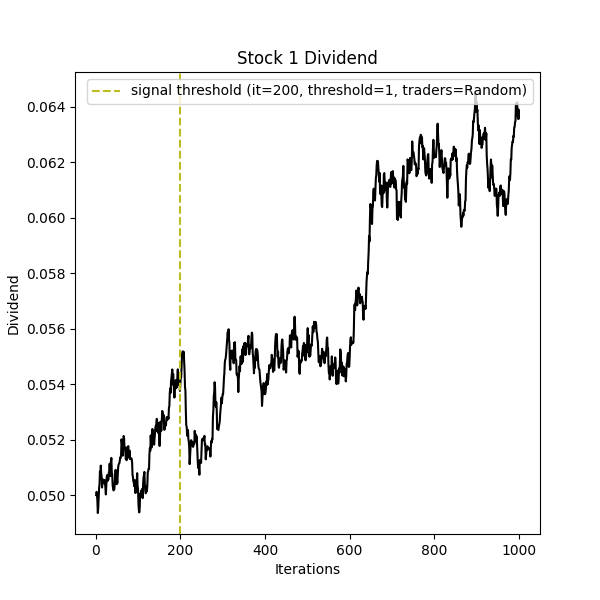 Stock 1 Dividend
signal threshold (it=200, threshold=1, traders=Random)
0.064
0.062
0.060
0.058
0.056
0.054
0.052
0.050
Dividend
0 200 400 600 800 1000
Iterations